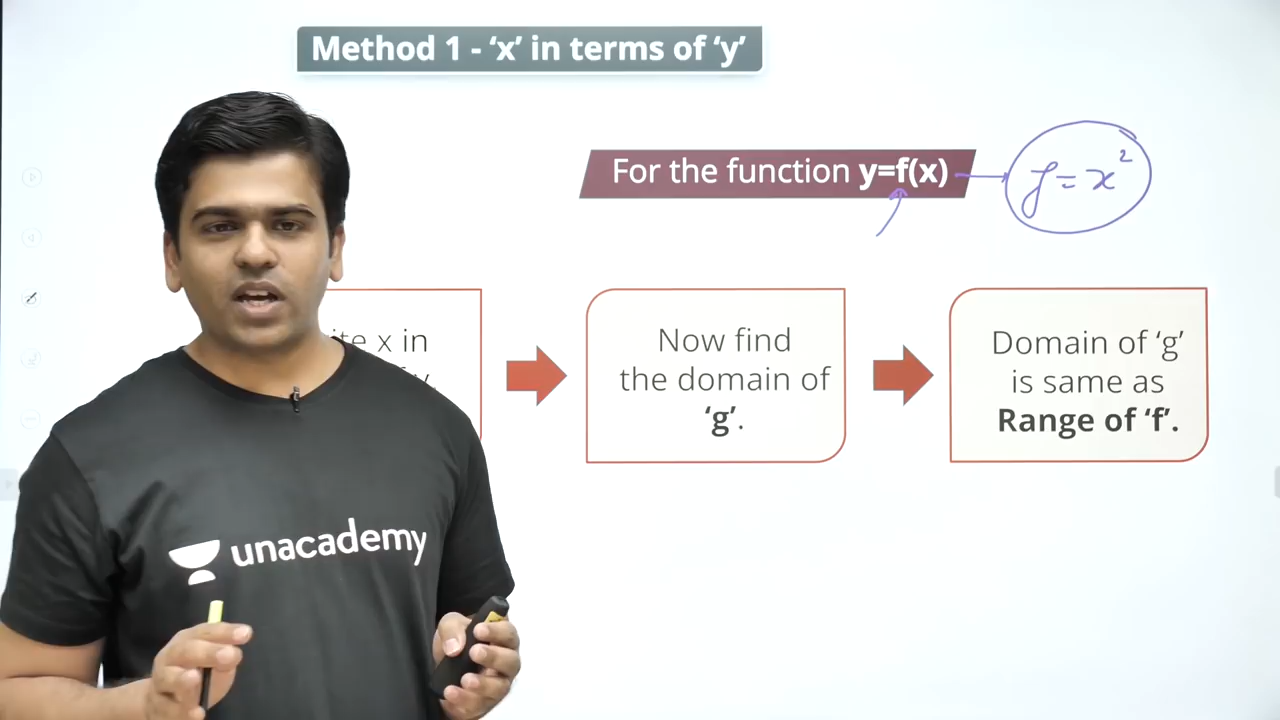 Method 1 - ‘x’ in terms of ‘y’
For the function y=f(x)
y = x²
x in
Now find
the domain of
‘g’.
Domain of ‘g’
is same as
Range of ‘f’.
unacademy